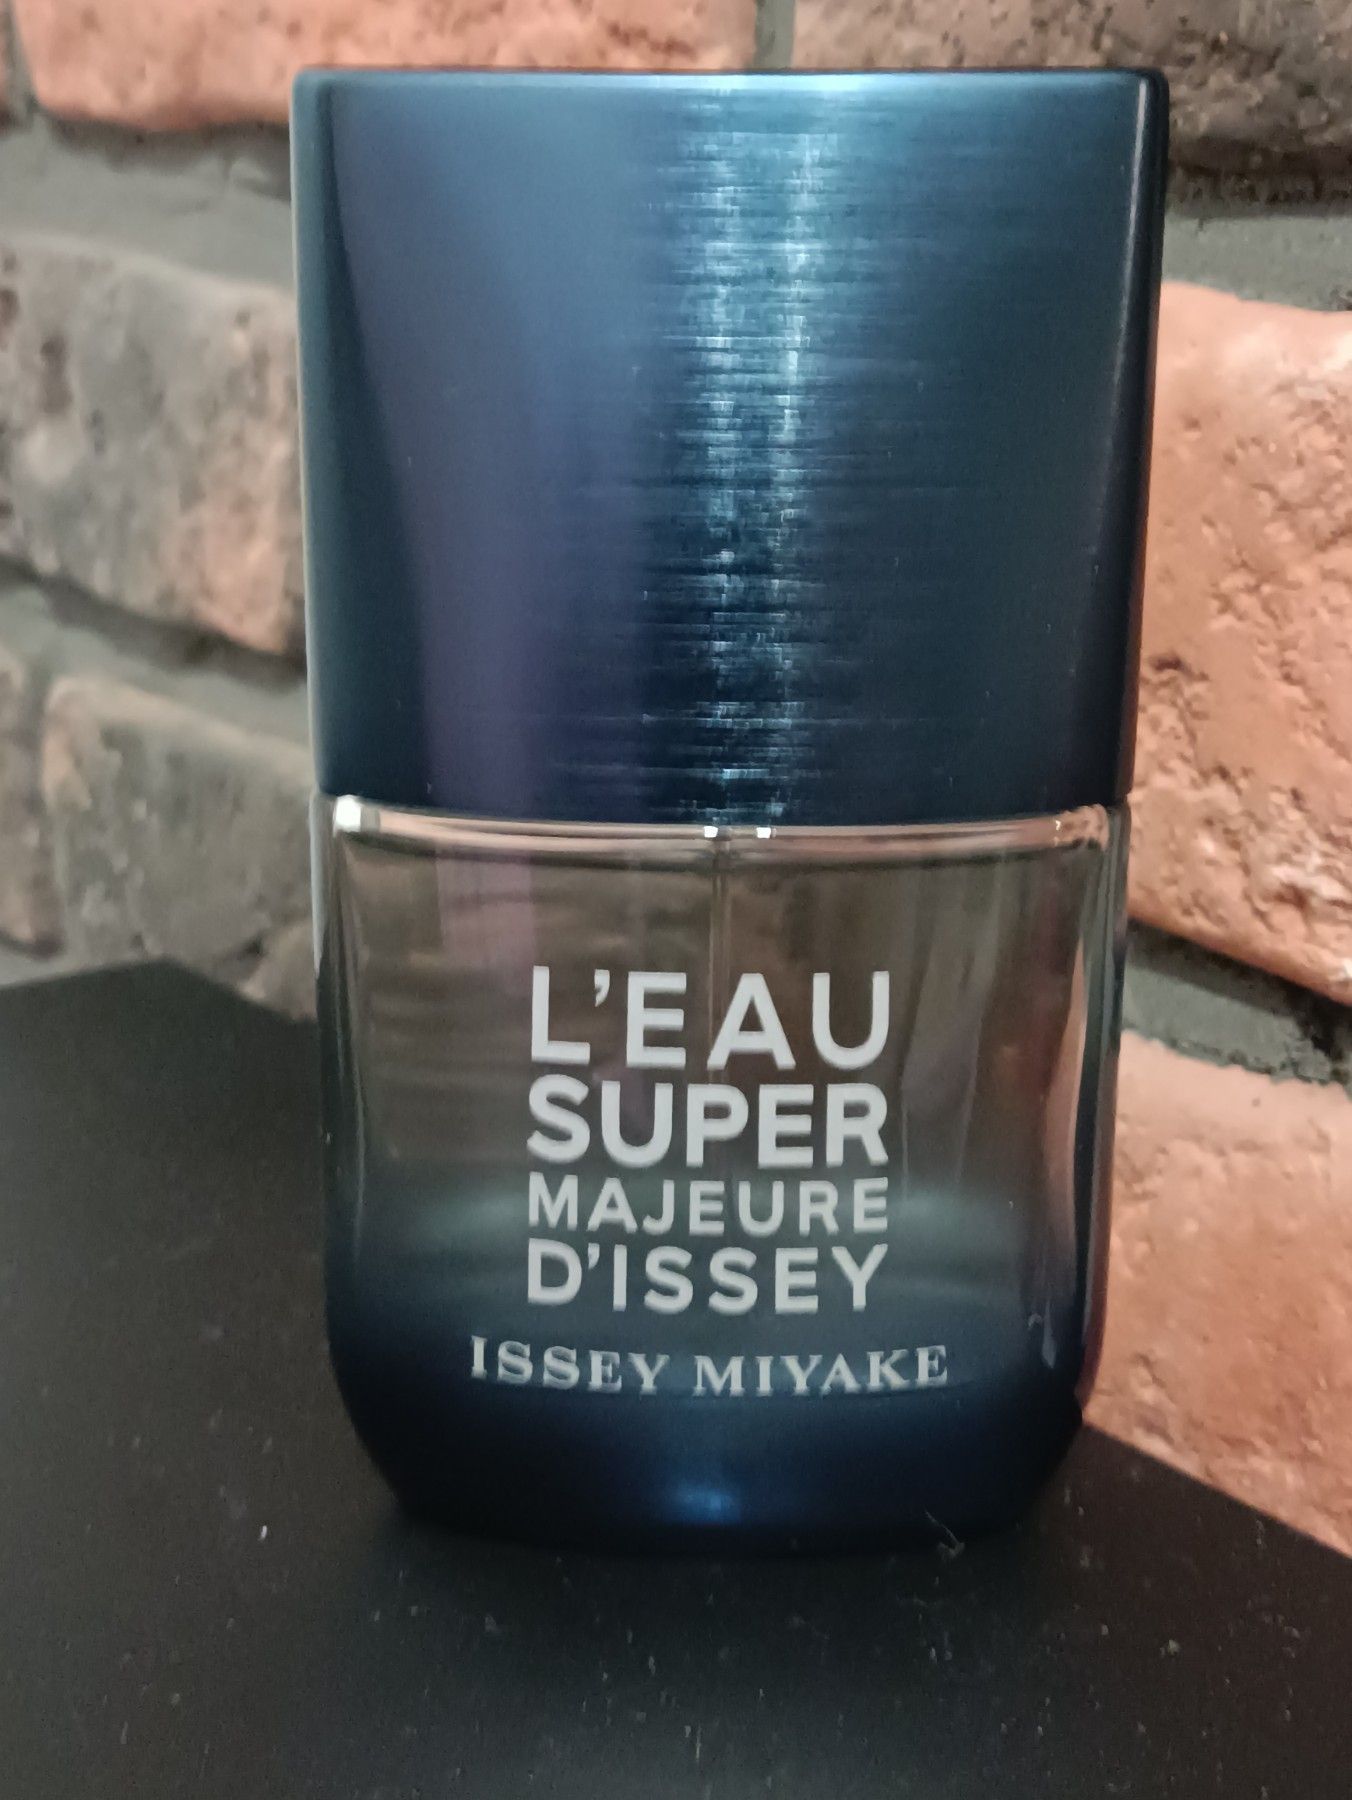 L'EAU
SUPER
MAJEURE
D'ISSEY
ISSEY MIYAKE